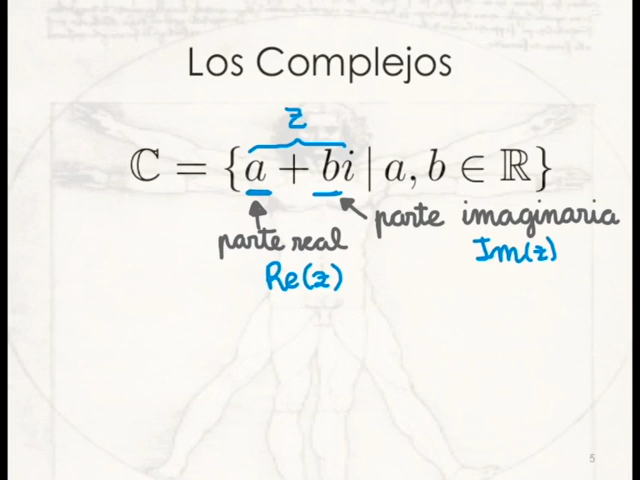 Los Complejos
z
ℂ = {a + bi | a, b ∈ ℝ}
parte real
Re(z)
parte imaginaria
Im(z)
5